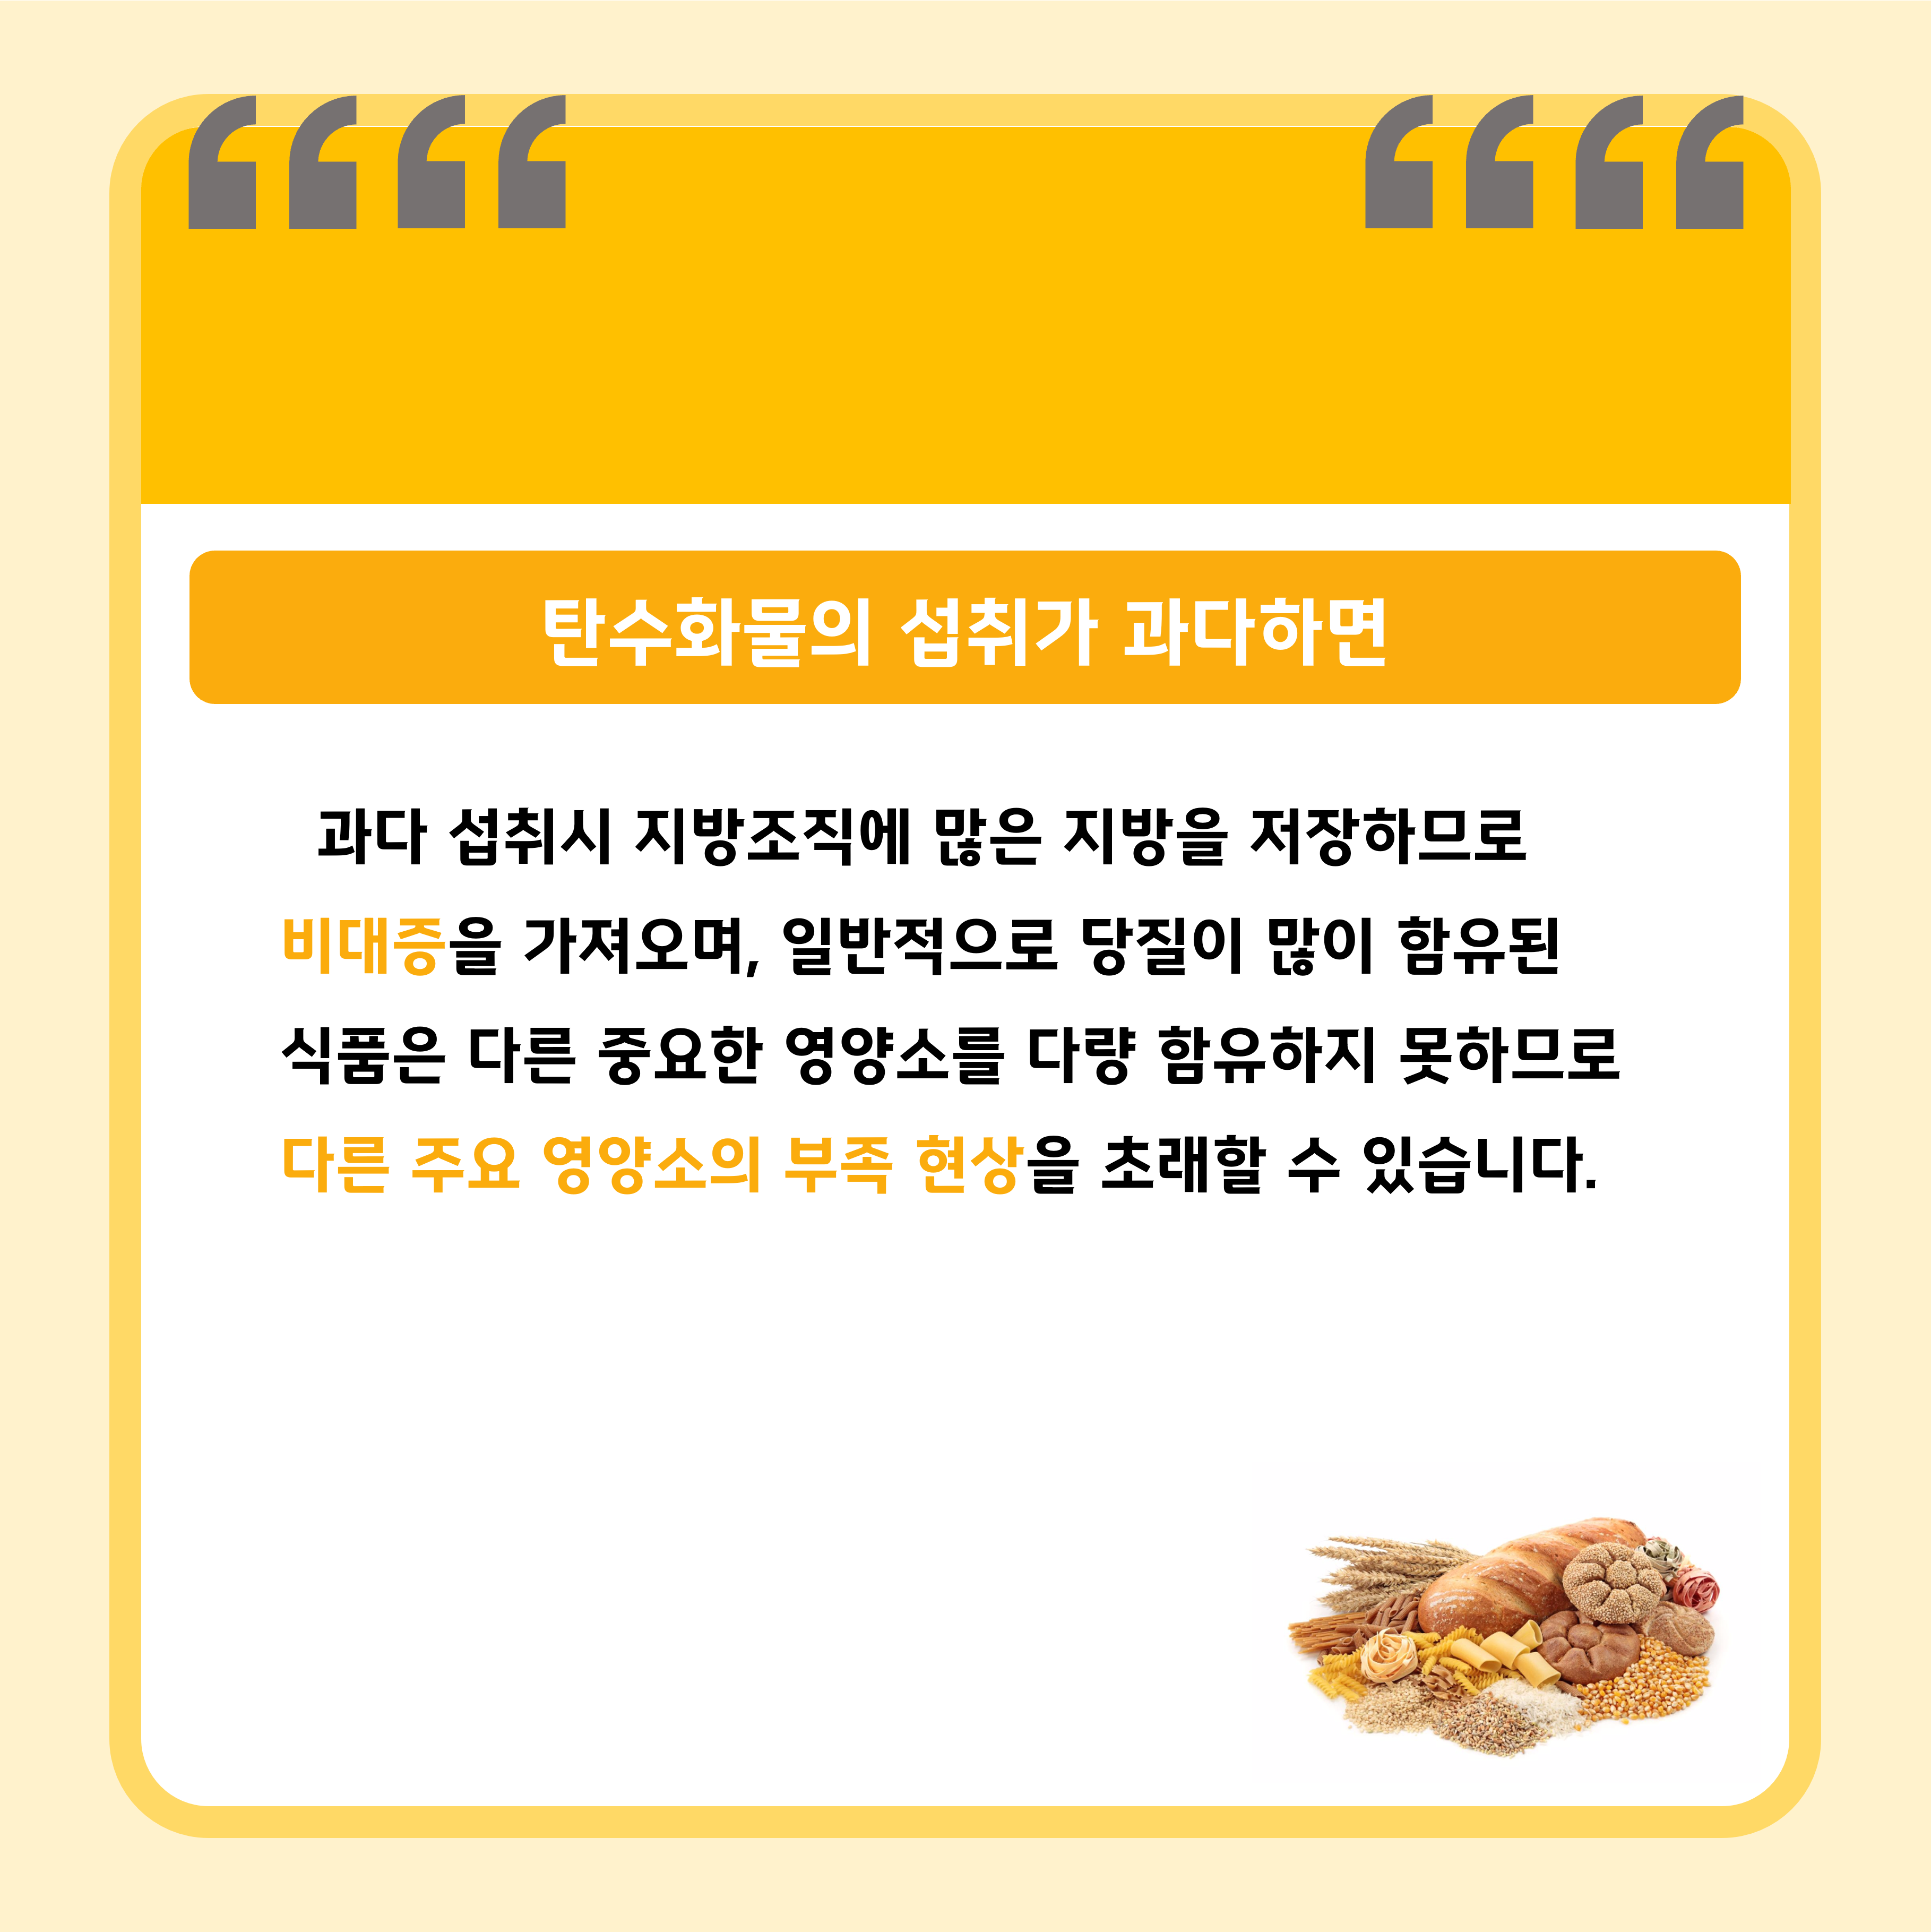 탄수화물의 섭취가 과다하면
과다 섭취시 지방조직에 많은 지방을 저장하므로
비대증을 가져오며, 일반적으로 당질이 많이 함유된
식품은 다른 중요한 영양소를 다량 함유하지 못하므로
다른 주요 영양소의 부족 현상을 초래할 수 있습니다.